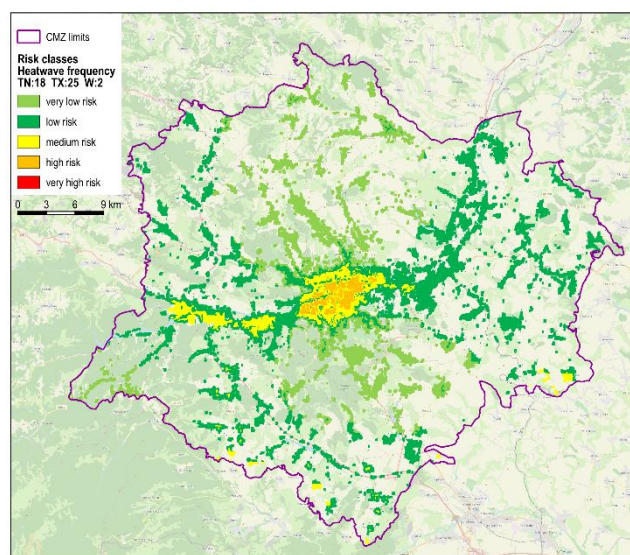 CMZ limits
Risk classes
Heatwave frequency
TN:18 TX:25 W:2
very low risk
low risk
medium risk
high risk
very high risk
0 3 6 9 km